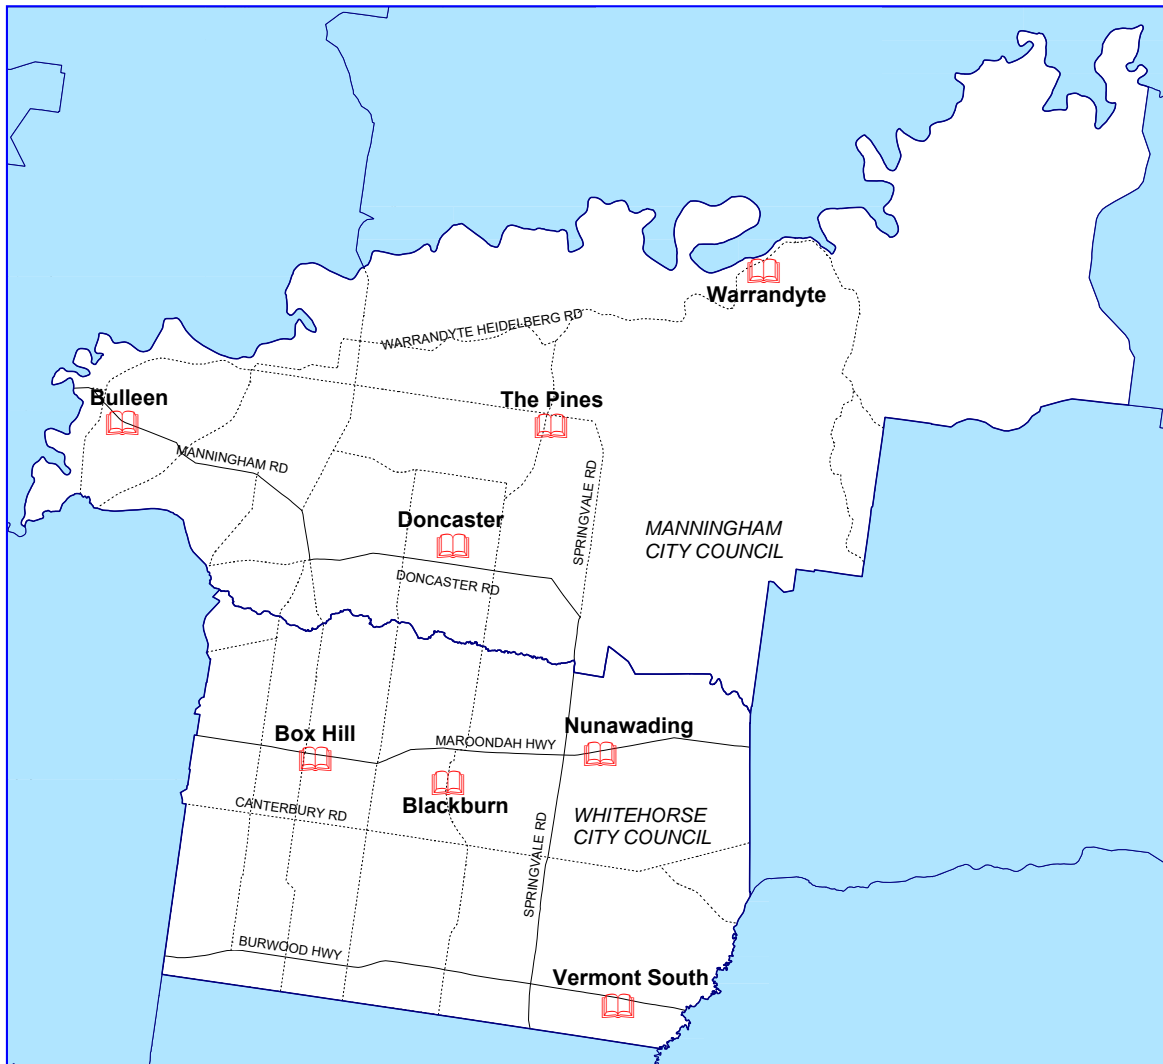 Warrandyte
WARRANDYTE HEIDELBERG RD
Bulleen
The Pines
MANNINGHAM RD
SPRINGVALE RD
Doncaster
MANNINGHAM
CITY COUNCIL
DONCASTER RD
Nunawading
Box Hill
MAROONDAH HWY
Blackburn
CANTERBURY RD
WHITEHORSE
CITY COUNCIL
SPRINGVALE RD
BURWOOD HWY
Vermont South